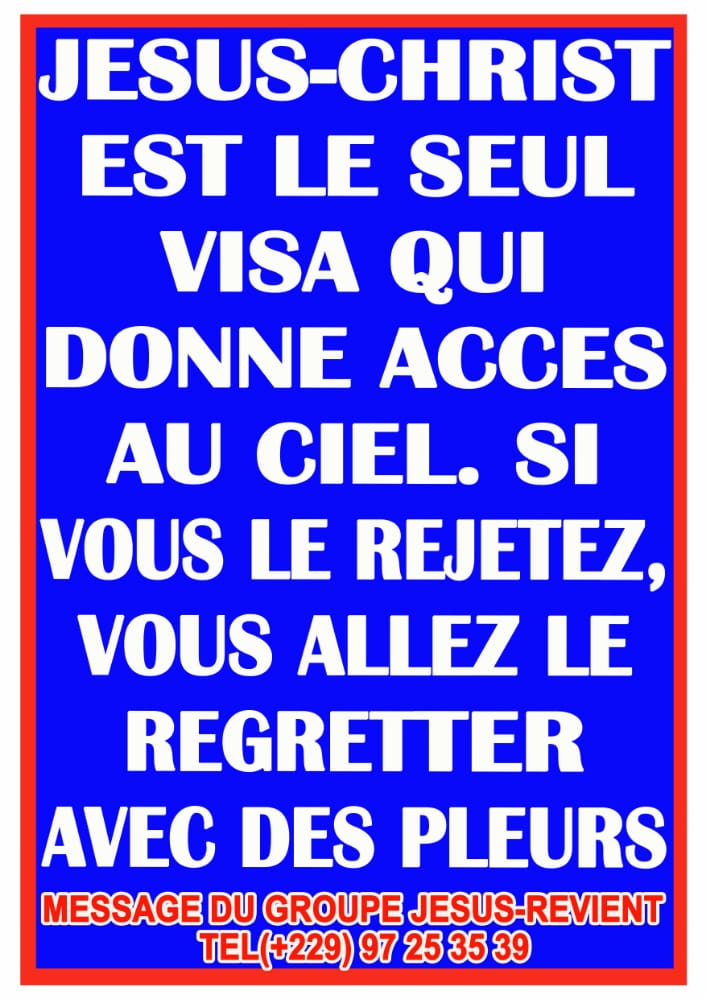 JESUS-CHRIST
EST LE SEUL
VISA QUI
DONNE ACCES
AU CIEL. SI
VOUS LE REJETEZ,
VOUS ALLEZ LE
REGRETTER
AVEC DES PLEURS
MESSAGE DU GROUPE JESUS-REVIENT
TEL(+229) 97 25 35 39